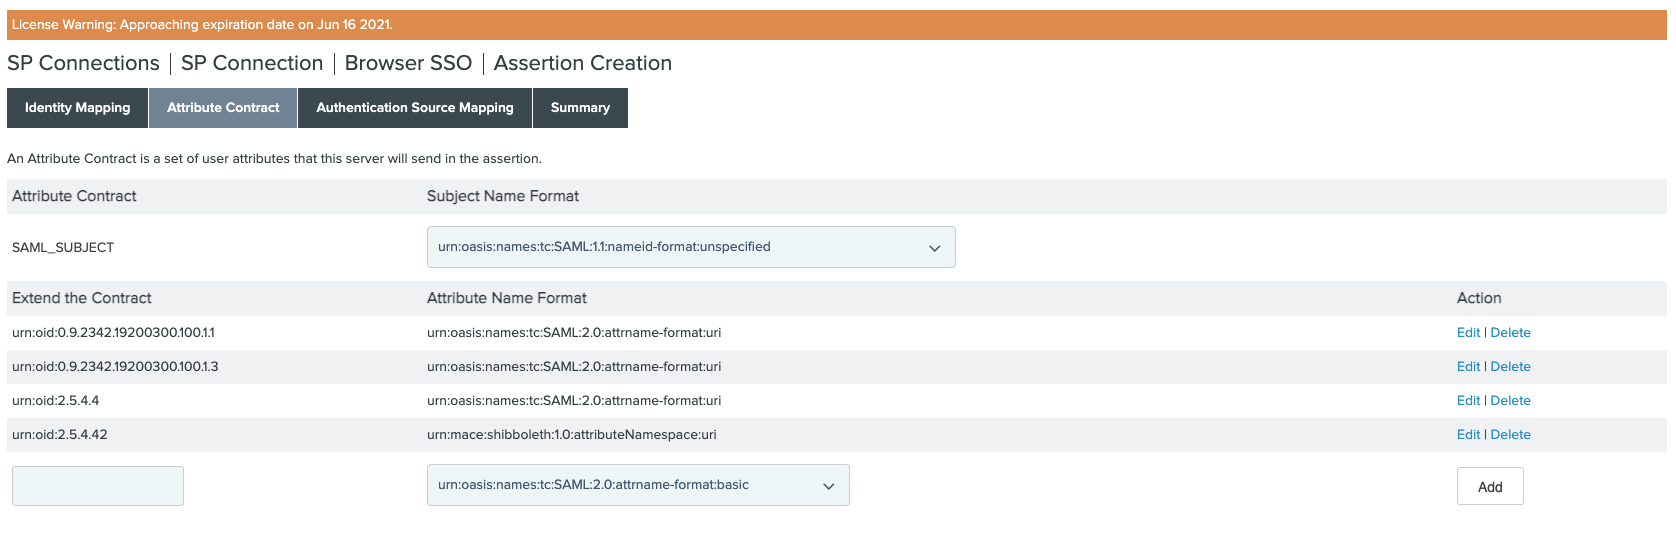 License Warning: Approaching expiration date on Jun 16 2021.
SP Connections | SP Connection | Browser SSO | Assertion Creation
Identity Mapping Attribute Contract Authentication Source Mapping Summary
An Attribute Contract is a set of user attributes that this server will send in the assertion.
Attribute Contract Subject Name Format
SAML_SUBJECT urn:oasis:names:tc:SAML:1.1:nameid-format:unspecified
Extend the Contract Attribute Name Format Action
urn:oid:0.9.2342.19200300.100.1.1 urn:oasis:names:tc:SAML:2.0:attrname-format:uri Edit | Delete
urn:oid:0.9.2342.19200300.100.1.3 urn:oasis:names:tc:SAML:2.0:attrname-format:uri Edit | Delete
urn:oid:2.5.4.4 urn:oasis:names:tc:SAML:2.0:attrname-format:uri Edit | Delete
urn:oid:2.5.4.42 urn:mace:shibboleth:1.0:attributeNamespace:uri Edit | Delete
urn:oasis:names:tc:SAML:2.0:attrname-format:basic Add